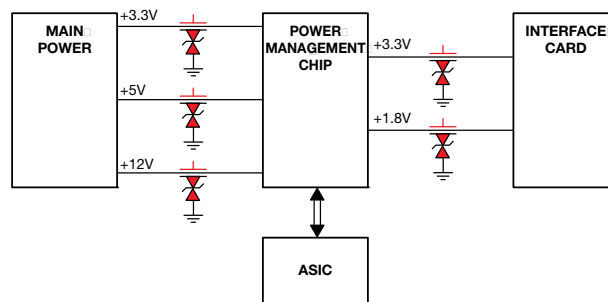 MAIN
POWER
+3.3V
+5V
+12V
POWER
MANAGEMENT
CHIP
+3.3V
+1.8V
INTERFACE
CARD
ASIC